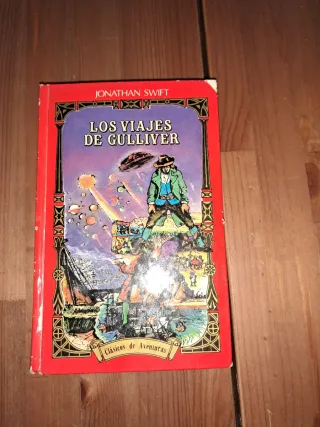 JONATHAN SWIFT
LOS VIAJES
DE GULLIVER
Clásicos de Aventuras